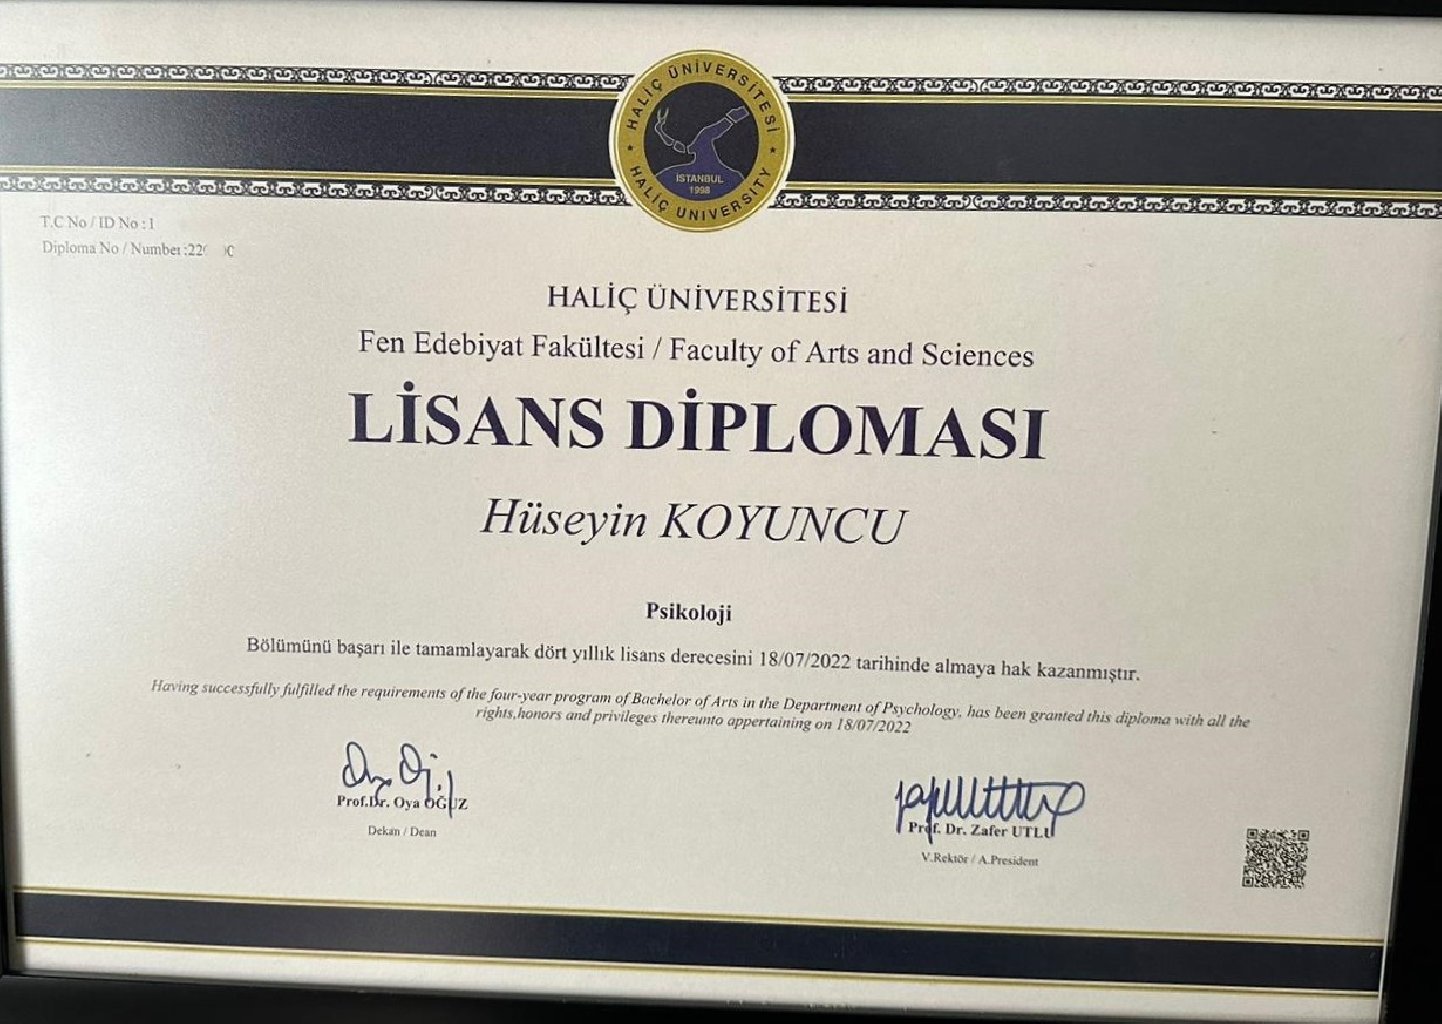 HALİÇ ÜNİVERSİTESİ
İSTANBUL
1998
HALİÇ UNIVERSITY
T.C No / ID No :1
Diploma No / Number :22
HALİÇ ÜNİVERSİTESİ
Fen Edebiyat Fakültesi / Faculty of Arts and Sciences
LİSANS DİPLOMASI
Hüseyin KOYUNCU
Psikoloji
Bölümünü başarı ile tamamlayarak dört yıllık lisans derecesini 18/07/2022 tarihinde almaya hak kazanmıştır.
Having successfully fulfilled the requirements of the four-year program of Bachelor of Arts in the Department of Psychology, has been granted this diploma with all the
rights,honors and privileges thereunto appertaining on 18/07/2022
Prof.Dr. Oya OĞUZ
Dekan / Dean
Prof. Dr. Zafer UTLU
V.Rektör / A.President